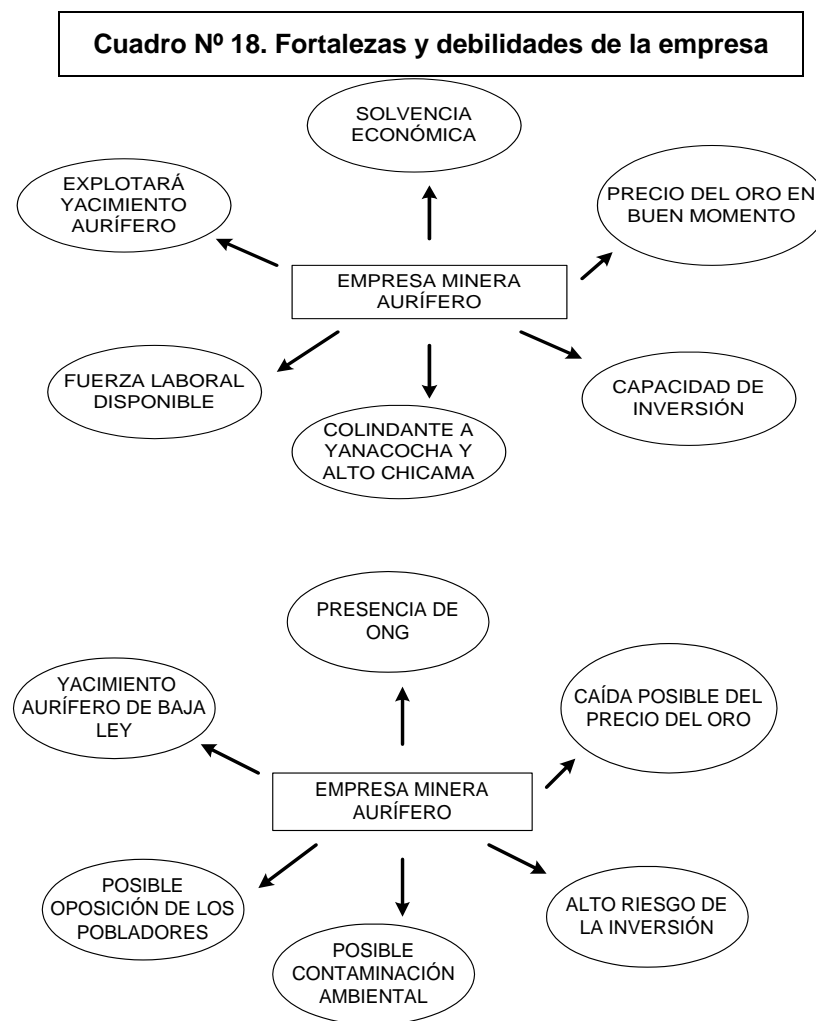 Cuadro Nº 18. Fortalezas y debilidades de la empresa
SOLVENCIA
ECONÓMICA
EXPLOTARÁ
YACIMIENTO
AURÍFERO
PRECIO DEL ORO EN
BUEN MOMENTO
EMPRESA MINERA
AURÍFERO
FUERZA LABORAL
DISPONIBLE
CAPACIDAD DE
INVERSIÓN
COLINDANTE A
YANACOCHA Y
ALTO CHICAMA
PRESENCIA DE
ONG
YACIMIENTO
AURÍFERO DE BAJA
LEY
CAÍDA POSIBLE DEL
PRECIO DEL ORO
EMPRESA MINERA
AURÍFERO
POSIBLE
OPOSICIÓN DE LOS
POBLADORES
ALTO RIESGO DE
LA INVERSIÓN
POSIBLE
CONTAMINACIÓN
AMBIENTAL